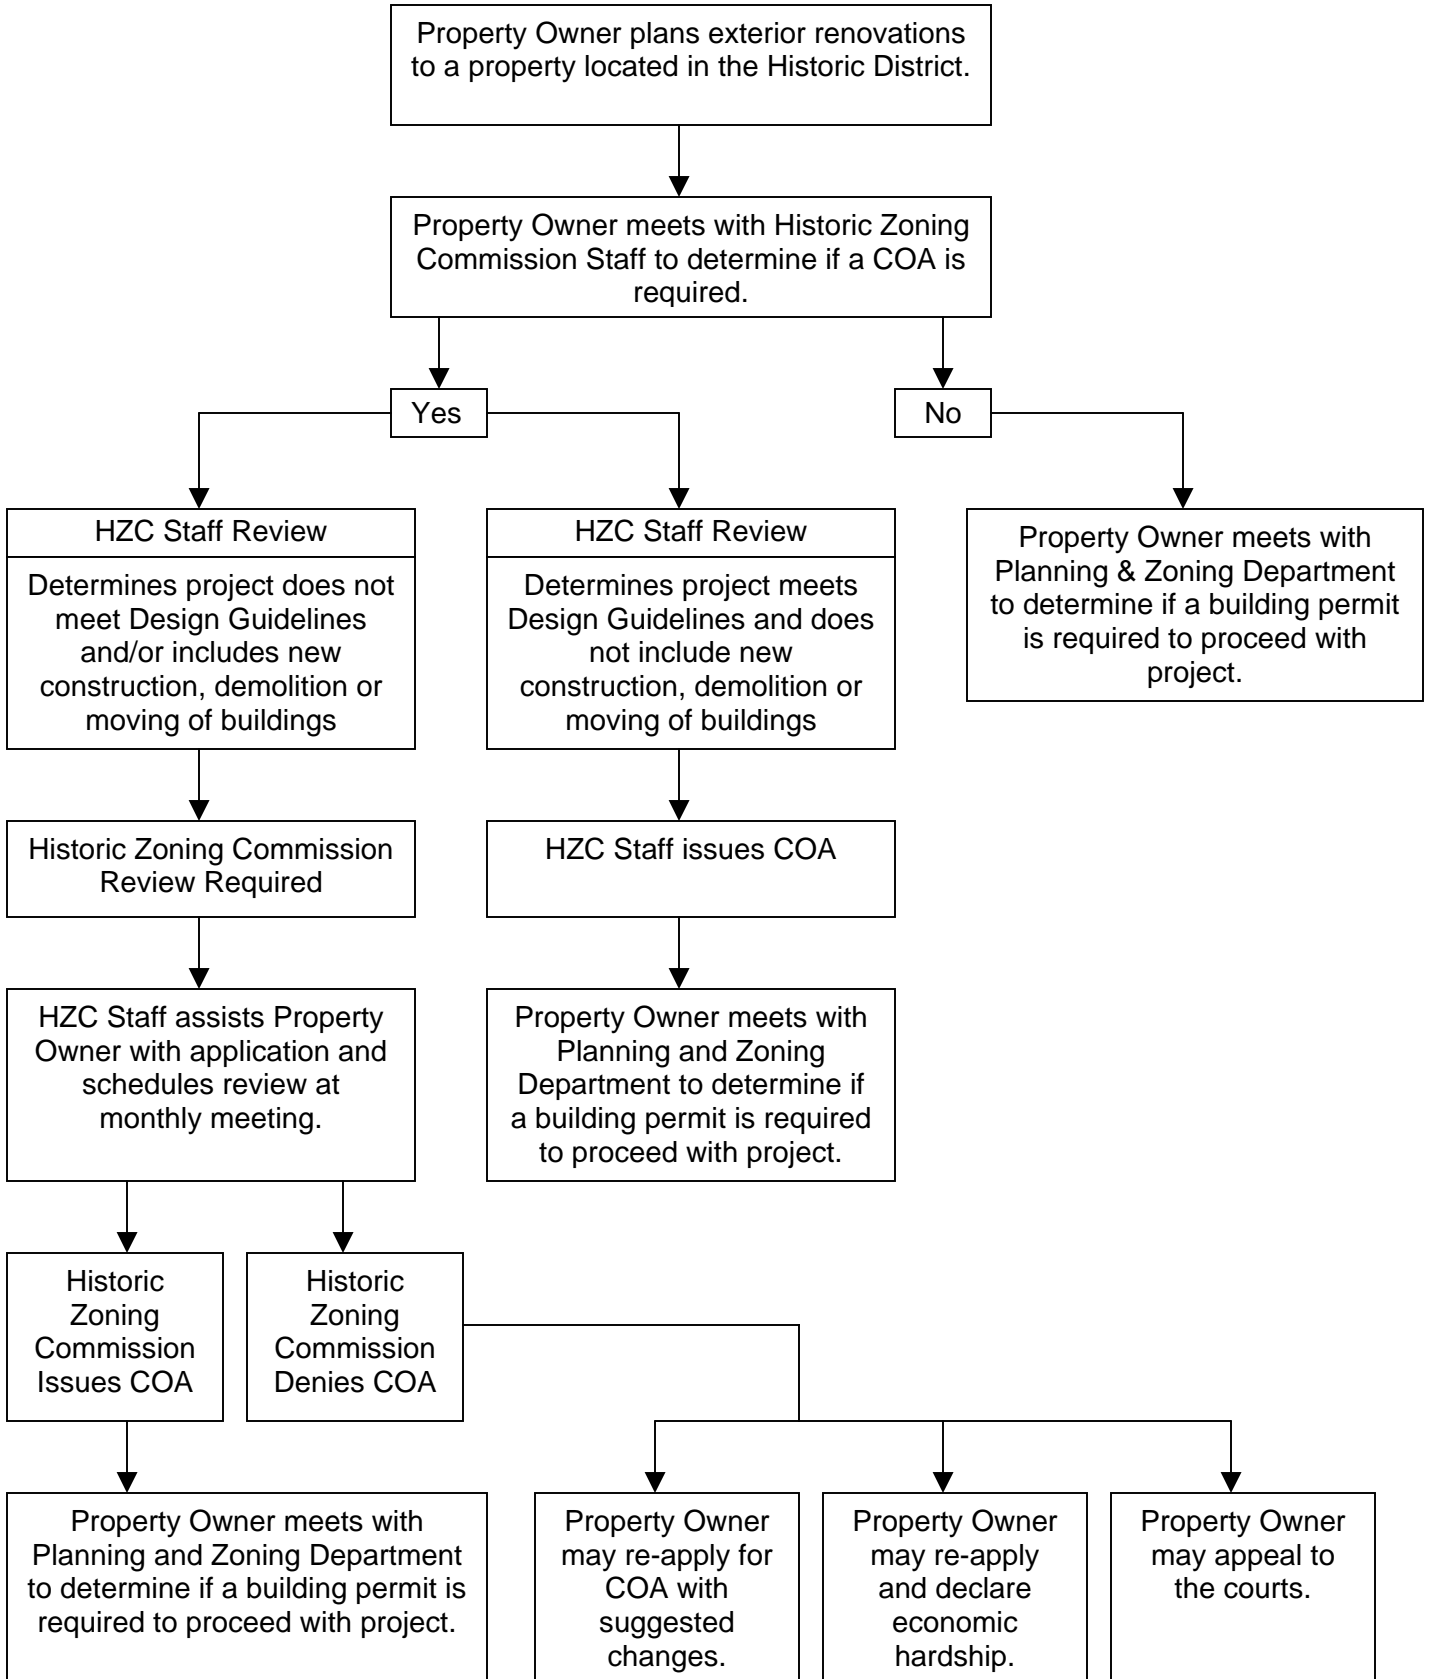 Property Owner plans exterior renovations
to a property located in the Historic District.
Property Owner meets with Historic Zoning
Commission Staff to determine if a COA is
required.
Yes
No
HZC Staff Review
Determines project does not
meet Design Guidelines
and/or includes new
construction, demolition or
moving of buildings
HZC Staff Review
Determines project meets
Design Guidelines and does
not include new
construction, demolition or
moving of buildings
Property Owner meets with
Planning & Zoning Department
to determine if a building permit
is required to proceed with
project.
Historic Zoning Commission
Review Required
HZC Staff issues COA
HZC Staff assists Property
Owner with application and
schedules review at
monthly meeting.
Property Owner meets with
Planning and Zoning
Department to determine if
a building permit is required
to proceed with project.
Historic
Zoning
Commission
Issues COA
Historic
Zoning
Commission
Denies COA
Property Owner meets with
Planning and Zoning Department
to determine if a building permit is
required to proceed with project.
Property Owner
may re-apply for
COA with
suggested
changes.
Property Owner
may re-apply
and declare
economic
hardship.
Property Owner
may appeal to
the courts.